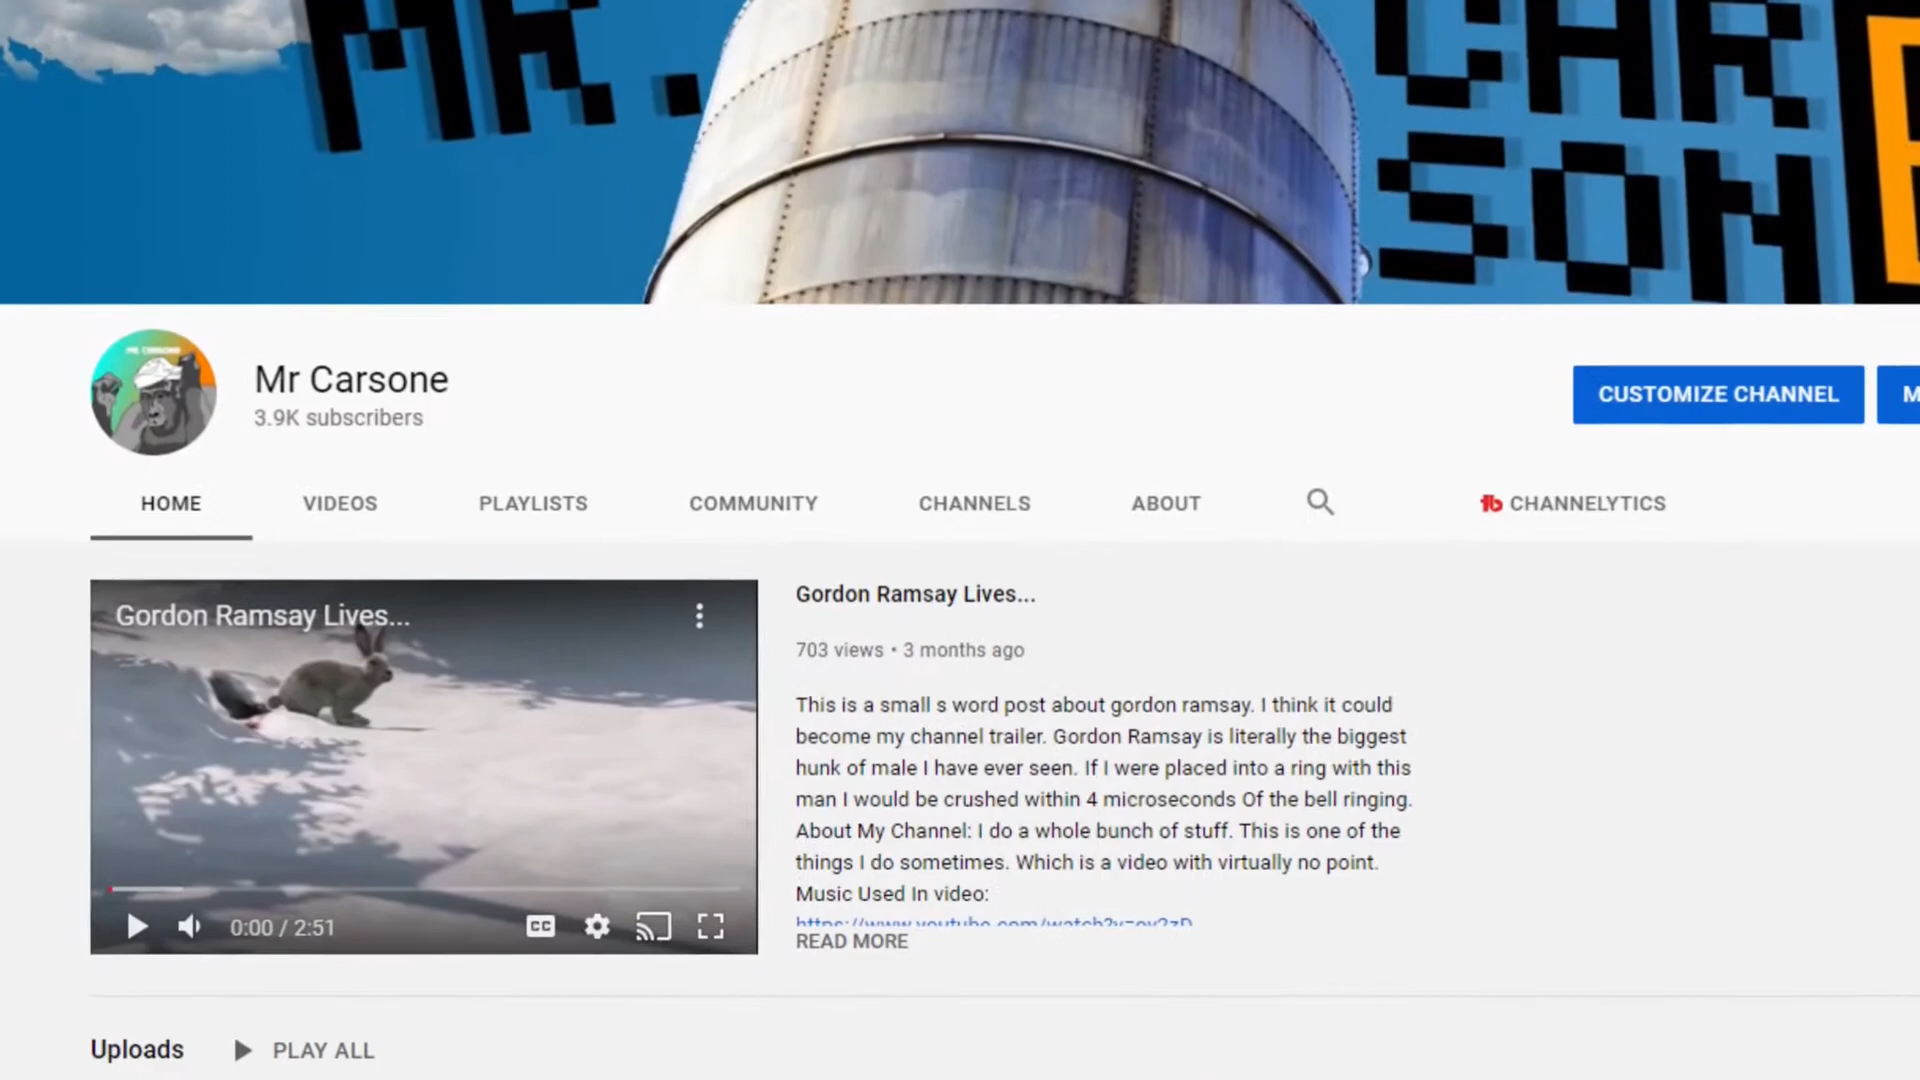 MR. CAR
SON
Mr Carsone
3.9K subscribers
CUSTOMIZE CHANNEL
HOME VIDEOS PLAYLISTS COMMUNITY CHANNELS ABOUT CHANNELYTICS
Gordon Ramsay Lives...
0:00 / 2:51
CC
Gordon Ramsay Lives...
703 views • 3 months ago
This is a small s word post about gordon ramsay. I think it could
become my channel trailer. Gordon Ramsay is literally the biggest
hunk of male I have ever seen. If I were placed into a ring with this
man I would be crushed within 4 microseconds Of the bell ringing.
About My Channel: I do a whole bunch of stuff. This is one of the
things I do sometimes. Which is a video with virtually no point.
Music Used In video:
READ MORE
Uploads PLAY ALL